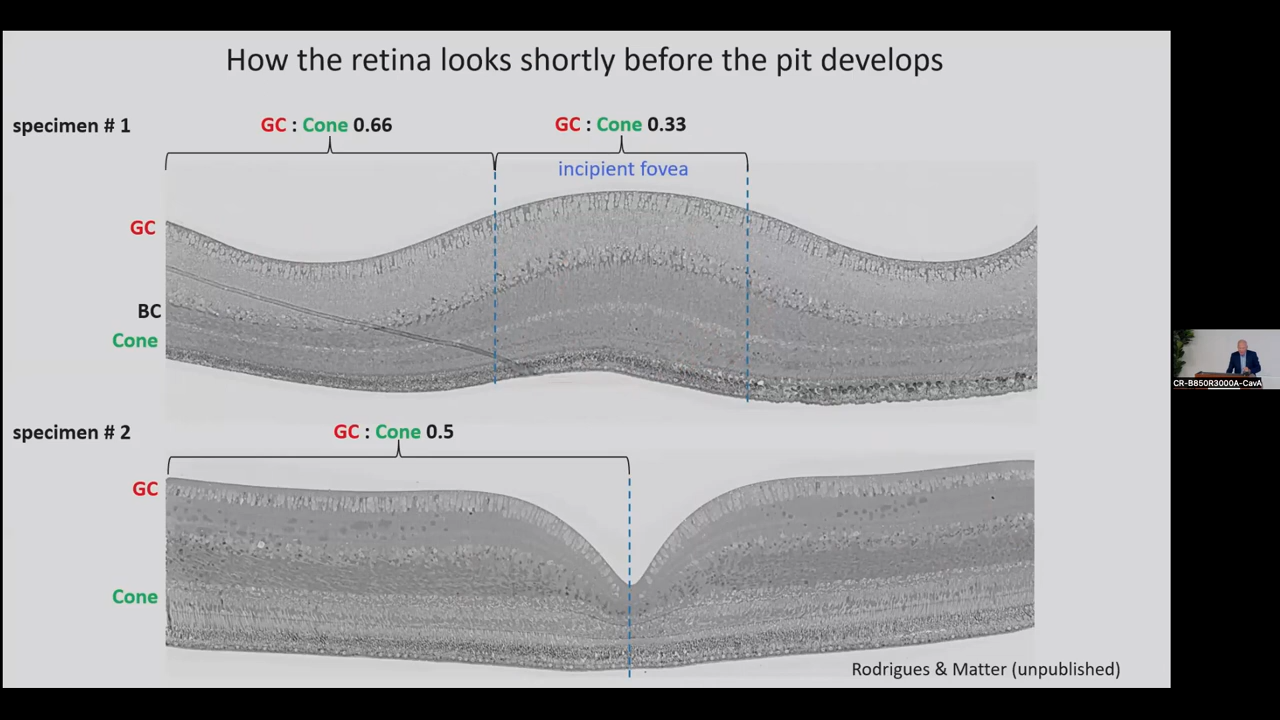 How the retina looks shortly before the pit develops
specimen # 1
GC : Cone 0.66
GC : Cone 0.33
incipient fovea
GC
BC
Cone
CR-B850R3000A-CavA
specimen # 2
GC : Cone 0.5
GC
Cone
Rodrigues & Matter (unpublished)